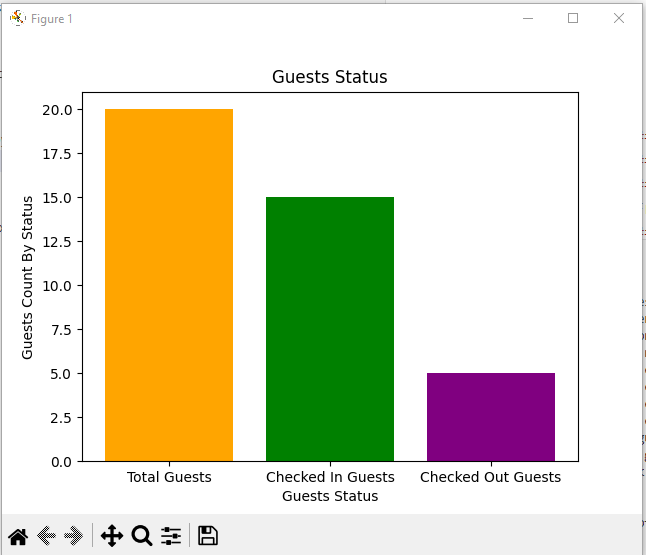 Figure 1
Guests Status
20.0
17.5
15.0
12.5
10.0
7.5
5.0
2.5
0.0
Guests Count By Status
Total Guests Checked In Guests Checked Out Guests
Guests Status